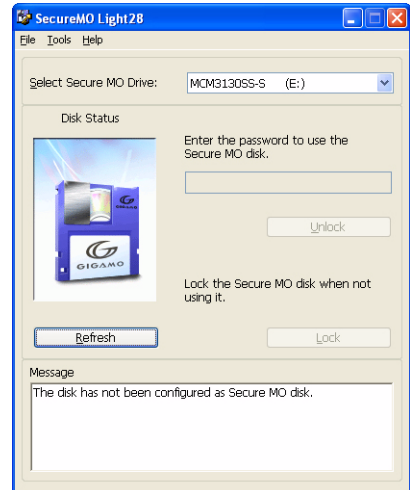 SecureMO Light28
File Tools Help
Select Secure MO Drive:
MCM3130SS-S (E:)
Disk Status
Enter the password to use the
Secure MO disk.
Unlock
GIGAMO
GIGAMO
Lock the Secure MO disk when not
using it.
Refresh
Lock
Message
The disk has not been configured as Secure MO disk.